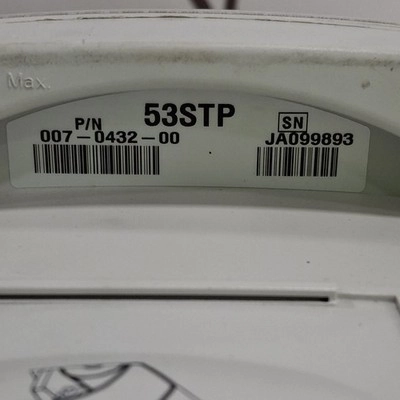 Max.
53STP
P/N
SN
007-0432-00
JA099893